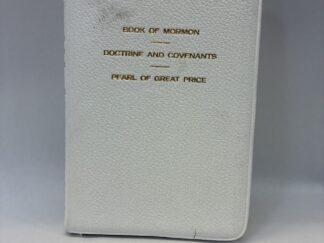 BOOK OF MORMON
DOCTRINE AND COVENANTS
PEARL OF GREAT PRICE